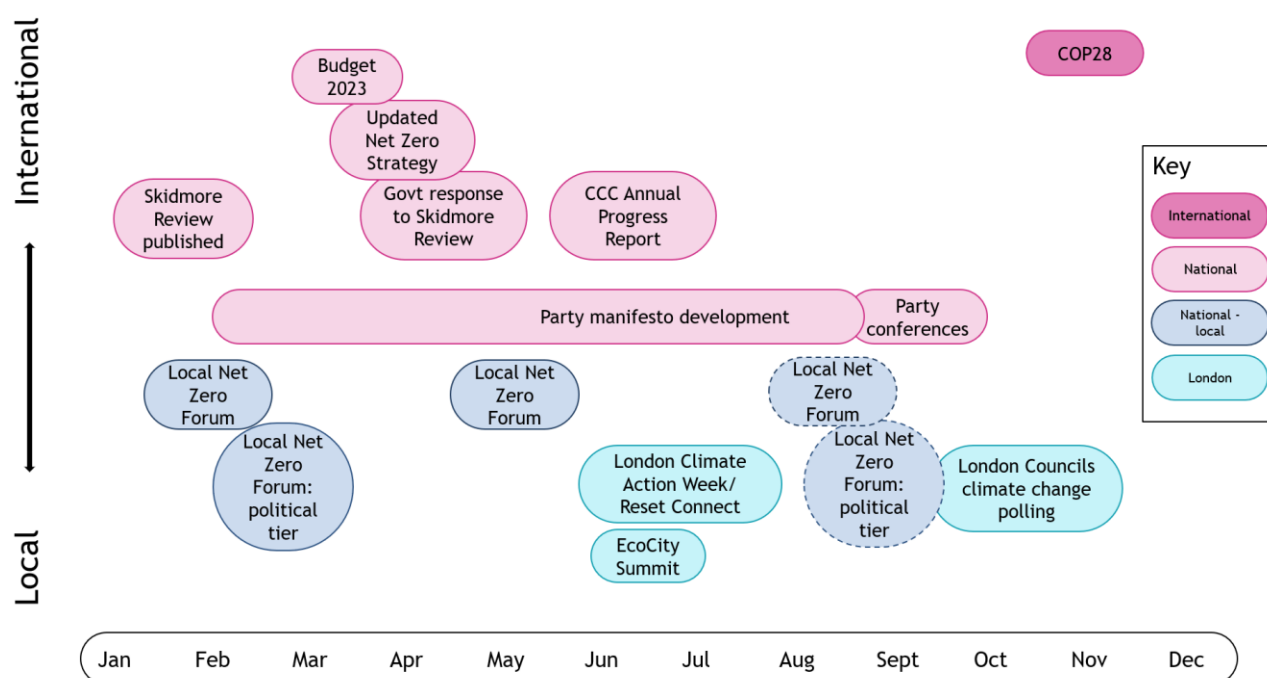 International
Local
COP28
Budget
2023
Updated
Net Zero
Strategy
Skidmore
Review
published
Govt response
to Skidmore
Review
CCC Annual
Progress
Report
Party manifesto development
Party
conferences
Local Net
Zero
Forum
Local Net
Zero
Forum
Local Net
Zero
Forum
Local Net
Zero
Forum:
political
tier
London Climate
Action Week/
Reset Connect
Local Net
Zero
Forum:
political
tier
London Councils
climate change
polling
EcoCity
Summit
Key
International
National
National -
local
London
Jan Feb Mar Apr May Jun Jul Aug Sept Oct Nov Dec